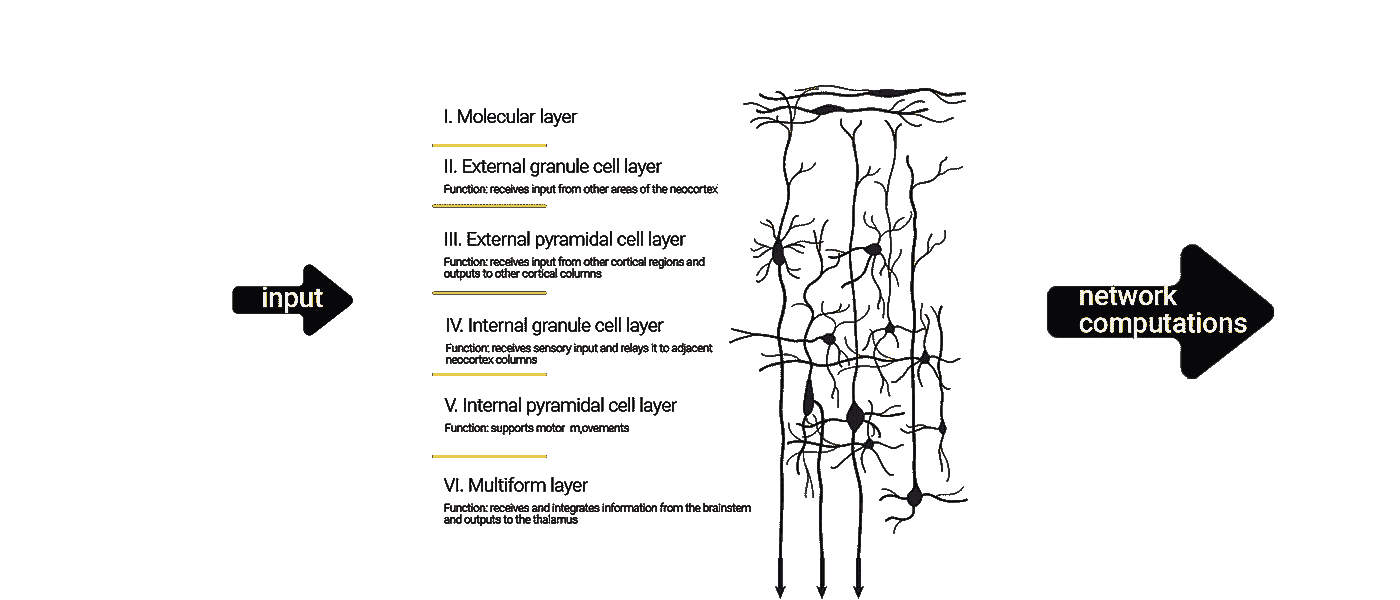 input
I. Molecular layer
II. External granule cell layer
Function: receives input from other areas of the neocortex
III. External pyramidal cell layer
Function: receives input from other cortical regions and
outputs to other cortical columns
IV. Internal granule cell layer
Function: receives sensory input and relays it to adjacent
neocortex columns
V. Internal pyramidal cell layer
Function: supports motor m,ovements
VI. Multiform layer
Function: receives and integrates information from the brainstem
and outputs to the thalamus
network
computations